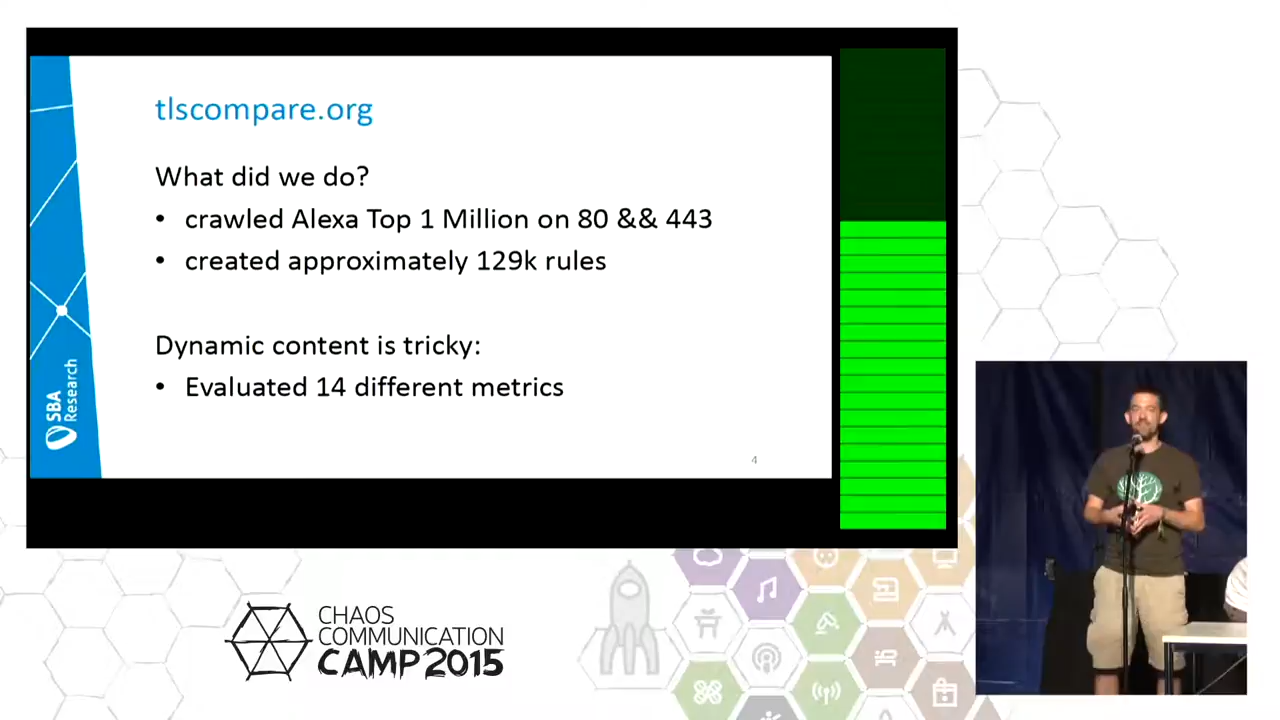 tlscompare.org
What did we do?
• crawled Alexa Top 1 Million on 80 && 443
• created approximately 129k rules
Dynamic content is tricky:
• Evaluated 14 different metrics
SBA
Research
4
CHAOS
COMMUNICATION
CAMP 2015